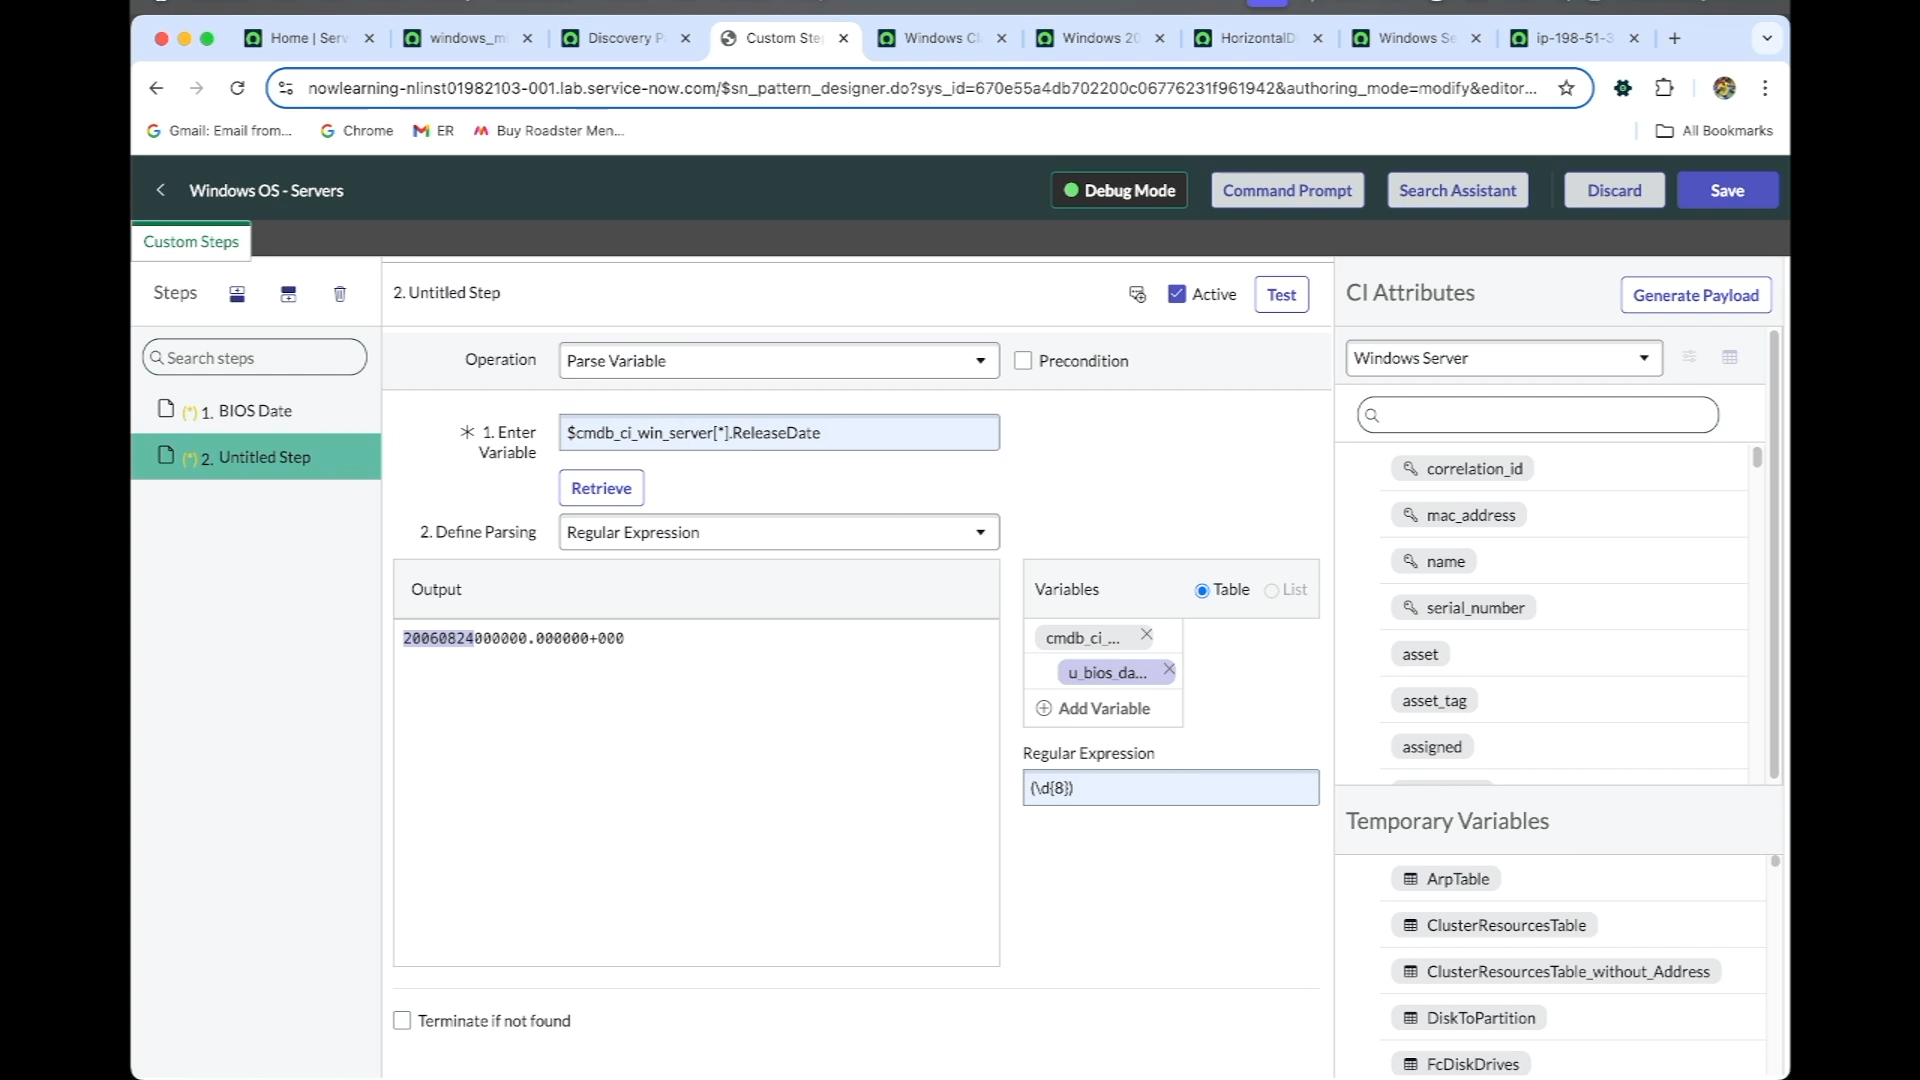 Home | Serv
windows_mi
Discovery Pa
Custom Step
Windows Cl
Windows 20
HorizontalD
Windows Se
ip-198-51-3
nowlearning-nlinst01982103-001.lab.service-now.com/$sn_pattern_designer.do?sys_id=670e55a4db702200c06776231f961942&authoring_mode=modify&editor...
Gmail: Email from...
Chrome
ER
Buy Roadster Men...
All Bookmarks
Windows OS - Servers
Debug Mode
Command Prompt
Search Assistant
Discard
Save
Custom Steps
Steps
2. Untitled Step
Active
Test
CI Attributes
Generate Payload
Search steps
Operation
Parse Variable
Precondition
Windows Server
(*) 1. BIOS Date
(*) 2. Untitled Step
1. Enter
Variable
$cmdb_ci_win_server[*].ReleaseDate
Retrieve
2. Define Parsing
Regular Expression
Output
20060824000000.000000+000
Variables
Table
List
cmdb_ci_...
u_bios_da...
Add Variable
Regular Expression
(\d{8})
Terminate if not found
correlation_id
mac_address
name
serial_number
asset
asset_tag
assigned
Temporary Variables
ArpTable
ClusterResourcesTable
ClusterResourcesTable_without_Address
DiskToPartition
FcDiskDrives